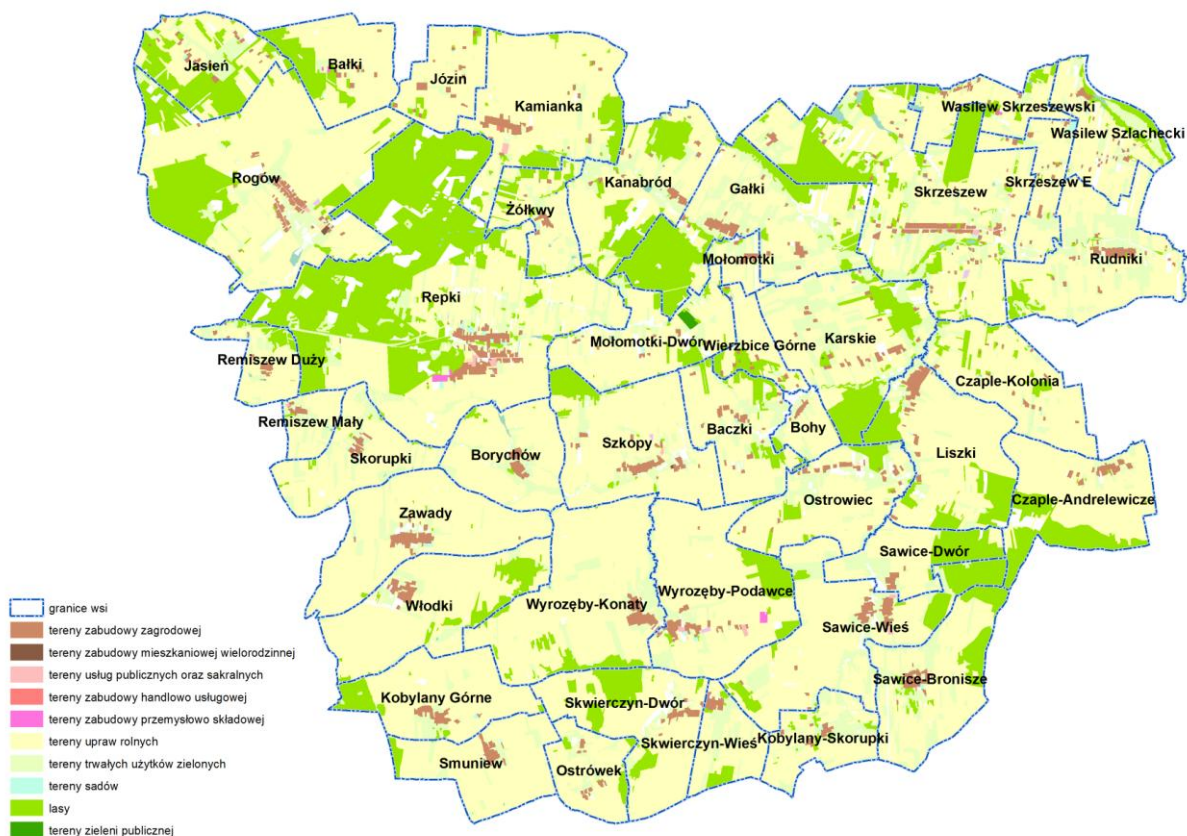 Jasień
Bałki
Józin
Kamianka
Wasilew Skrzeszewski
Wasilew Szlachecki
Rogów
Żółkwy
Kanabród
Gałki
Skrzeszew
Skrzeszew E
Mołomotki
Rudniki
Repki
Remiszew Duży
Mołomotki-Dwór
Wierzbice Górne
Karskie
Czaple-Kolonia
Remiszew Mały
Skorupki
Borychów
Szkopy
Baczki
Bohy
Liszki
Ostrowiec
Czaple-Andrelewicze
Zawady
Sawice-Dwór
Włodki
Wyrozęby-Konaty
Wyrozęby-Podawce
Sawice-Wieś
Sawice-Bronisze
Kobylany Górne
Skwierczyn-Dwór
Skwierczyn-Wieś
Kobylany-Skorupki
Smuniew
Ostrówek
granice wsi
tereny zabudowy zagrodowej
tereny zabudowy mieszkaniowej wielorodzinnej
tereny usług publicznych oraz sakralnych
tereny zabudowy handlowo usługowej
tereny zabudowy przemysłowo składowej
tereny upraw rolnych
tereny twałych użytków zielonych
tereny sadów
lasy
tereny zieleni publicznej